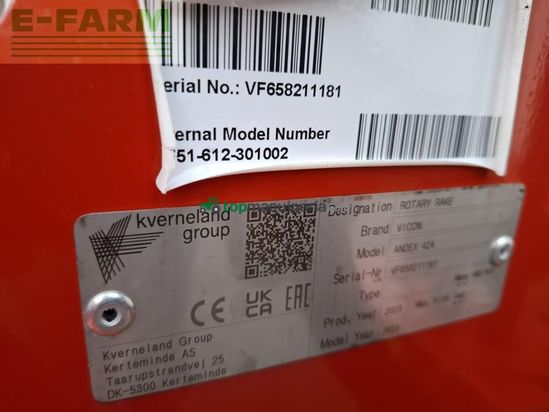 E-FARM
erial No.: VF658211181
ernal Model Number
51-612-301002
topmaquinaria
kverneland
group
CE UK CA EAC
Designation ROTARY RAKE
Brand VICON
Model ANDEX 424
Serial-Nr VF658211181
Type
Prod. Year
Model Year
Kverneland Group
Kerteminde AS
Taarupstrandvej 25
DK-5300 Kerteminde